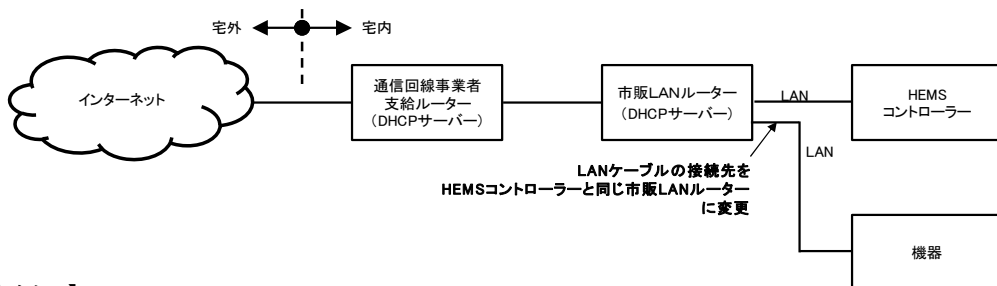 宅外
宅内
インターネット
通信回線事業者
支給ルーター
（DHCPサーバー）
市販LANルーター
（DHCPサーバー）
LAN
HEMS
コントローラー
LAN
LANケーブルの接続先を
HEMSコントローラーと同じ市販LANルーター
に変更
機器